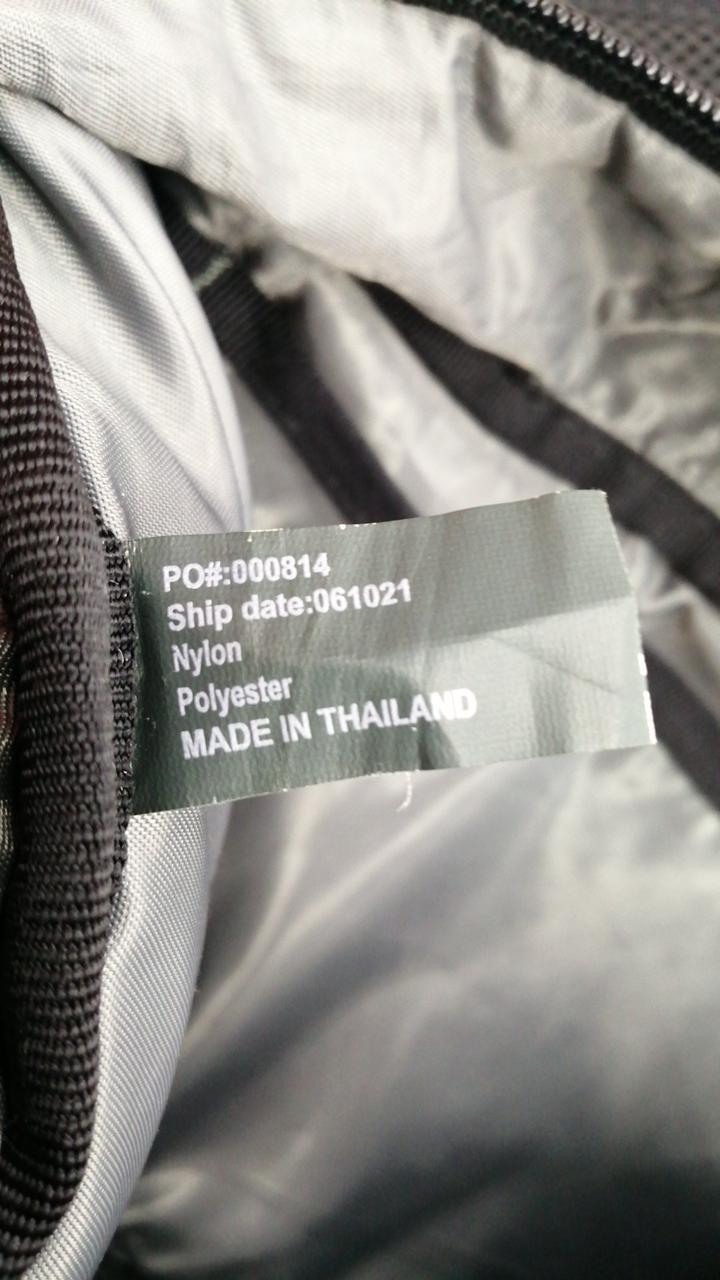 PO#:000814
Ship date:061021
Nylon
Polyester
MADE IN THAILAND